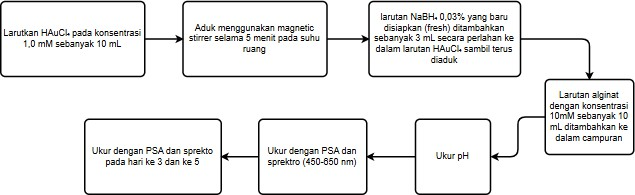 Larutkan HAuCl₄ pada konsentrasi
1,0 mM sebanyak 10 mL
Aduk menggunakan magnetic
stirrer selama 5 menit pada suhu
ruang
larutan NaBH₄ 0,03% yang baru
disiapkan (fresh) ditambahkan
sebanyak 3 mL secara perlahan ke
dalam larutan HAuCl₄ sambil terus
diaduk
Larutan alginat
dengan konsentrasi
10mM sebanyak 10
mL ditambahkan ke
dalam campuran
Ukur pH
Ukur dengan PSA dan
sprektro (450-650 nm)
Ukur dengan PSA dan sprekto
pada hari ke 3 dan ke 5